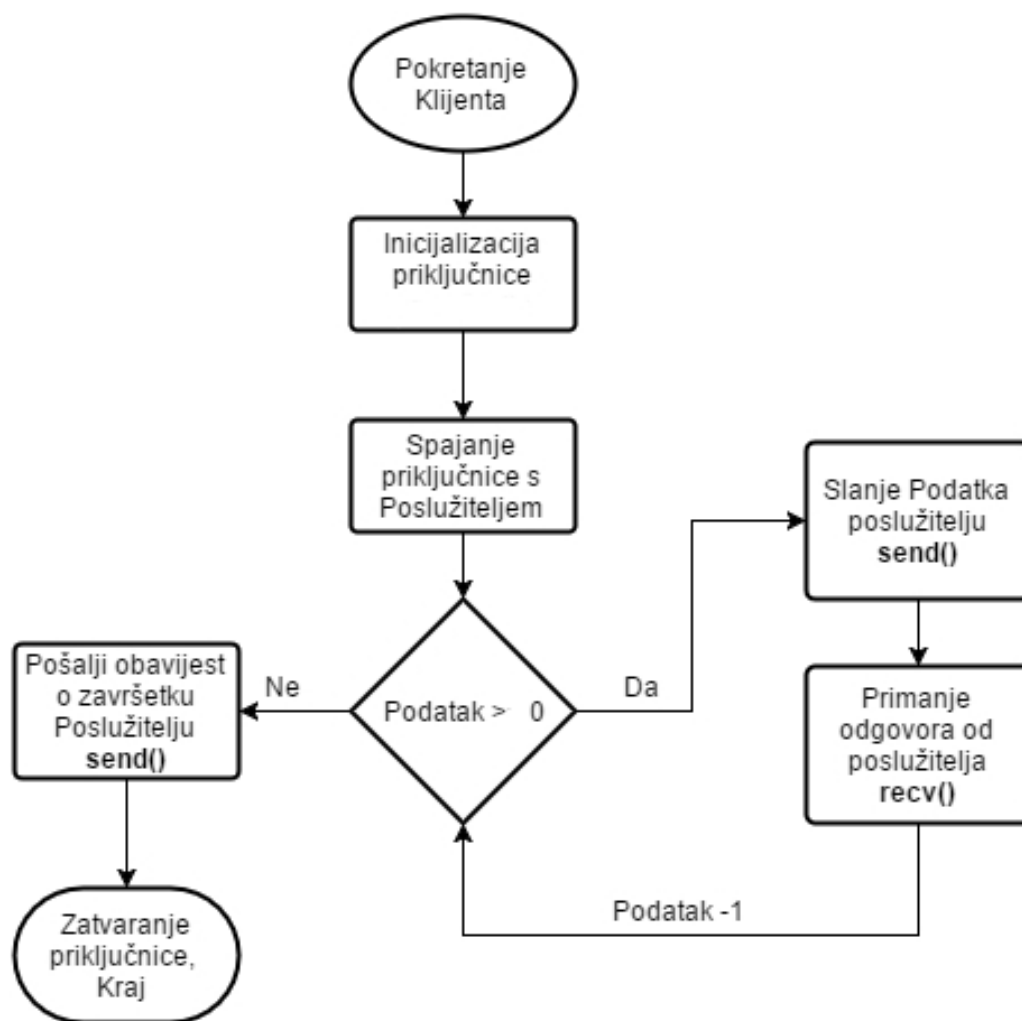 Pokretanje
Klijenta
Inicijalizacija
priključnice
Spajanje
priključnice s
Poslužiteljem
Podatak > 0
Da
Slanje Podatka
poslužitelju
send()
Primanje
odgovora od
poslužitelja
recv()
Podatak -1
Ne
Pošalji obavijest
o završetku
Poslužitelju
send()
Zatvaranje
priključnice,
Kraj